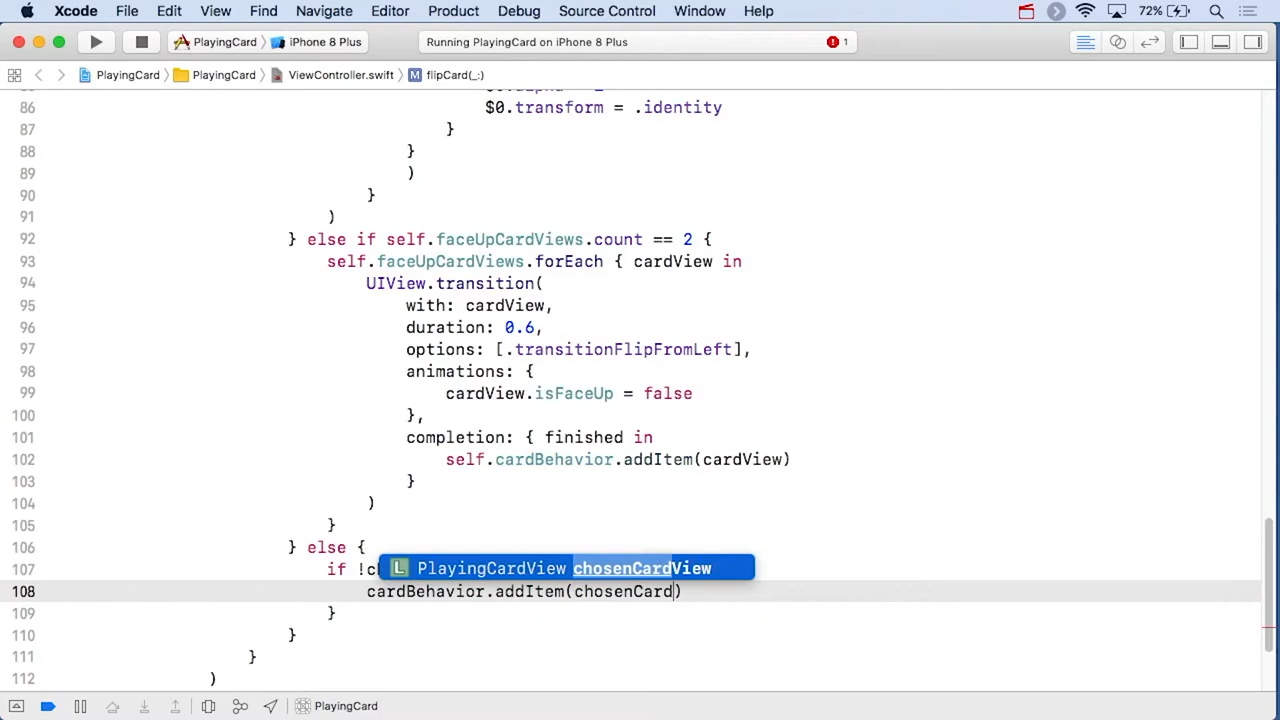 Xcode File Edit View Find Navigate Editor Product Debug Source Control Window Help 72%
PlayingCard iPhone 8 Plus Running PlayingCard on iPhone 8 Plus 1
PlayingCard PlayingCard ViewController.swift M flipCard(_:)
86 $0.transform = .identity
87 }
88 }
89 )
90 }
91 )
92 } else if self.faceUpCardViews.count == 2 {
93 self.faceUpCardViews.forEach { cardView in
94 UIView.transition(
95 with: cardView,
96 duration: 0.6,
97 options: [.transitionFlipFromLeft],
98 animations: {
99 cardView.isFaceUp = false
100 },
101 completion: { finished in
102 self.cardBehavior.addItem(cardView)
103 }
104 )
105 }
106 } else {
107 if !c
L PlayingCardView chosenCardView
108 cardBehavior.addItem(chosenCard)
109 }
110 }
111 }
112 )
PlayingCard